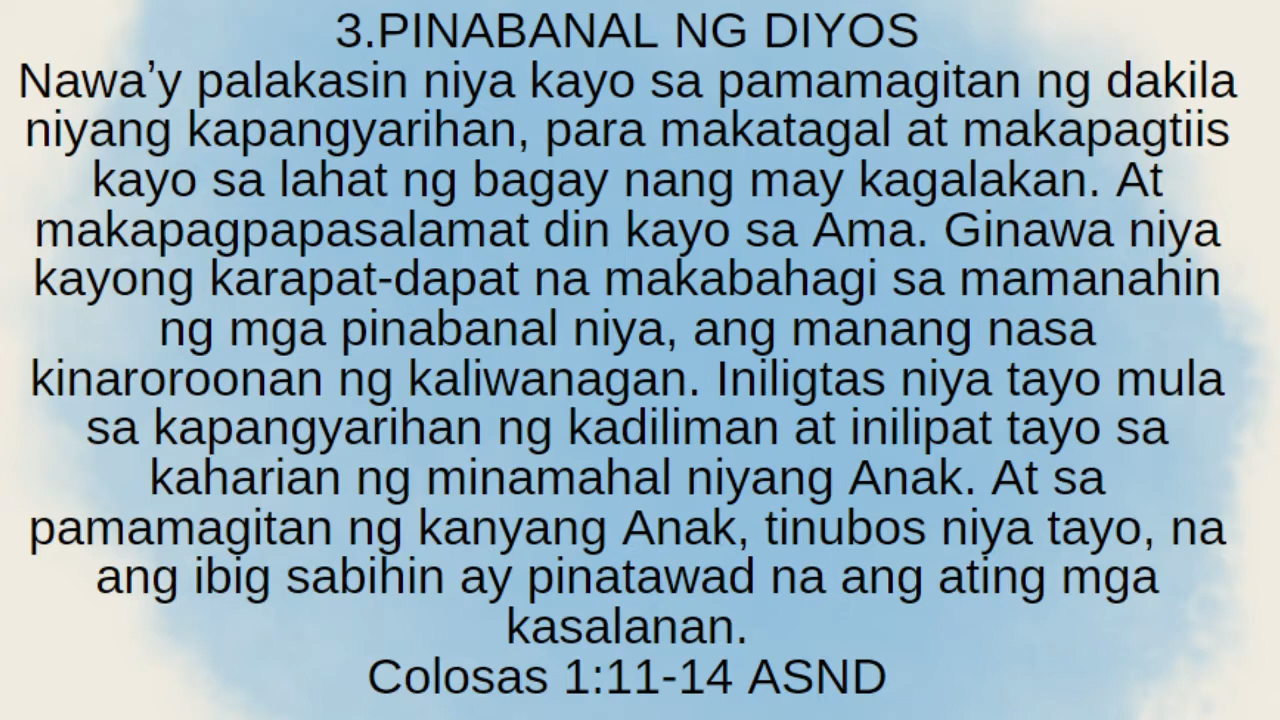 3.PINABANAL NG DIYOS
Nawa’y palakasin niya kayo sa pamamagitan ng dakila
niyang kapangyarihan, para makatagal at makapagtiis
kayo sa lahat ng bagay nang may kagalakan. At
makapagpapasalamat din kayo sa Ama. Ginawa niya
kayong karapat-dapat na makabahagi sa mamanahin
ng mga pinabanal niya, ang manang nasa
kinaroroonan ng kaliwanagan. Iniligtas niya tayo mula
sa kapangyarihan ng kadiliman at inilipat tayo sa
kaharian ng minamahal niyang Anak. At sa
pamamagitan ng kanyang Anak, tinubos niya tayo, na
ang ibig sabihin ay pinatawad na ang ating mga
kasalanan.
Colosas 1:11-14 ASND